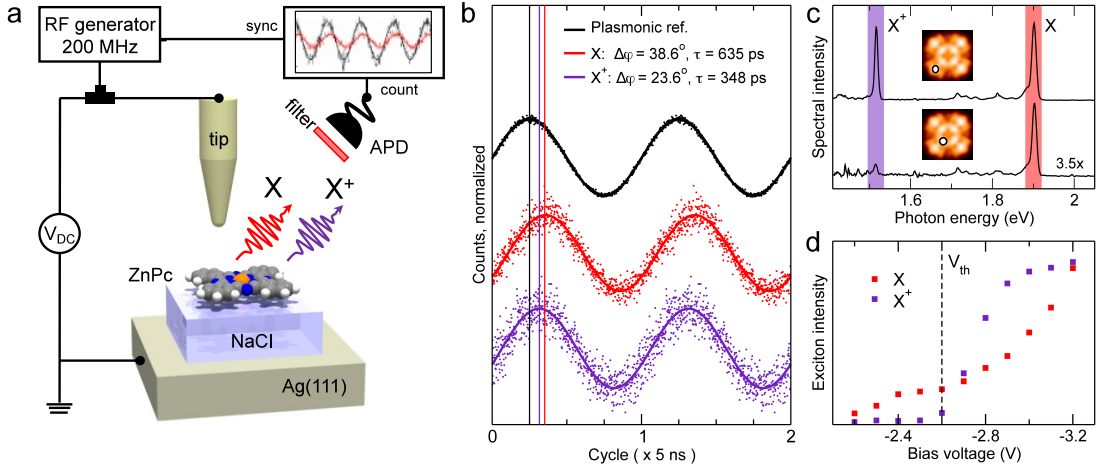 a
RF generator
200 MHz
sync
count
filter
APD
tip
X
X⁺
V_DC
ZnPc
NaCl
Ag(111)
b
Plasmonic ref.
X: Δφ = 38.6°, τ = 635 ps
X⁺: Δφ = 23.6°, τ = 348 ps
Counts, normalized
0
1
2
Cycle ( x 5 ns )
c
X⁺
X
3.5x
Spectral intensity
1.6
1.8
2
Photon energy (eV)
d
V_th
X
X⁺
Exciton intensity
-2.4
-2.8
-3.2
Bias voltage (V)